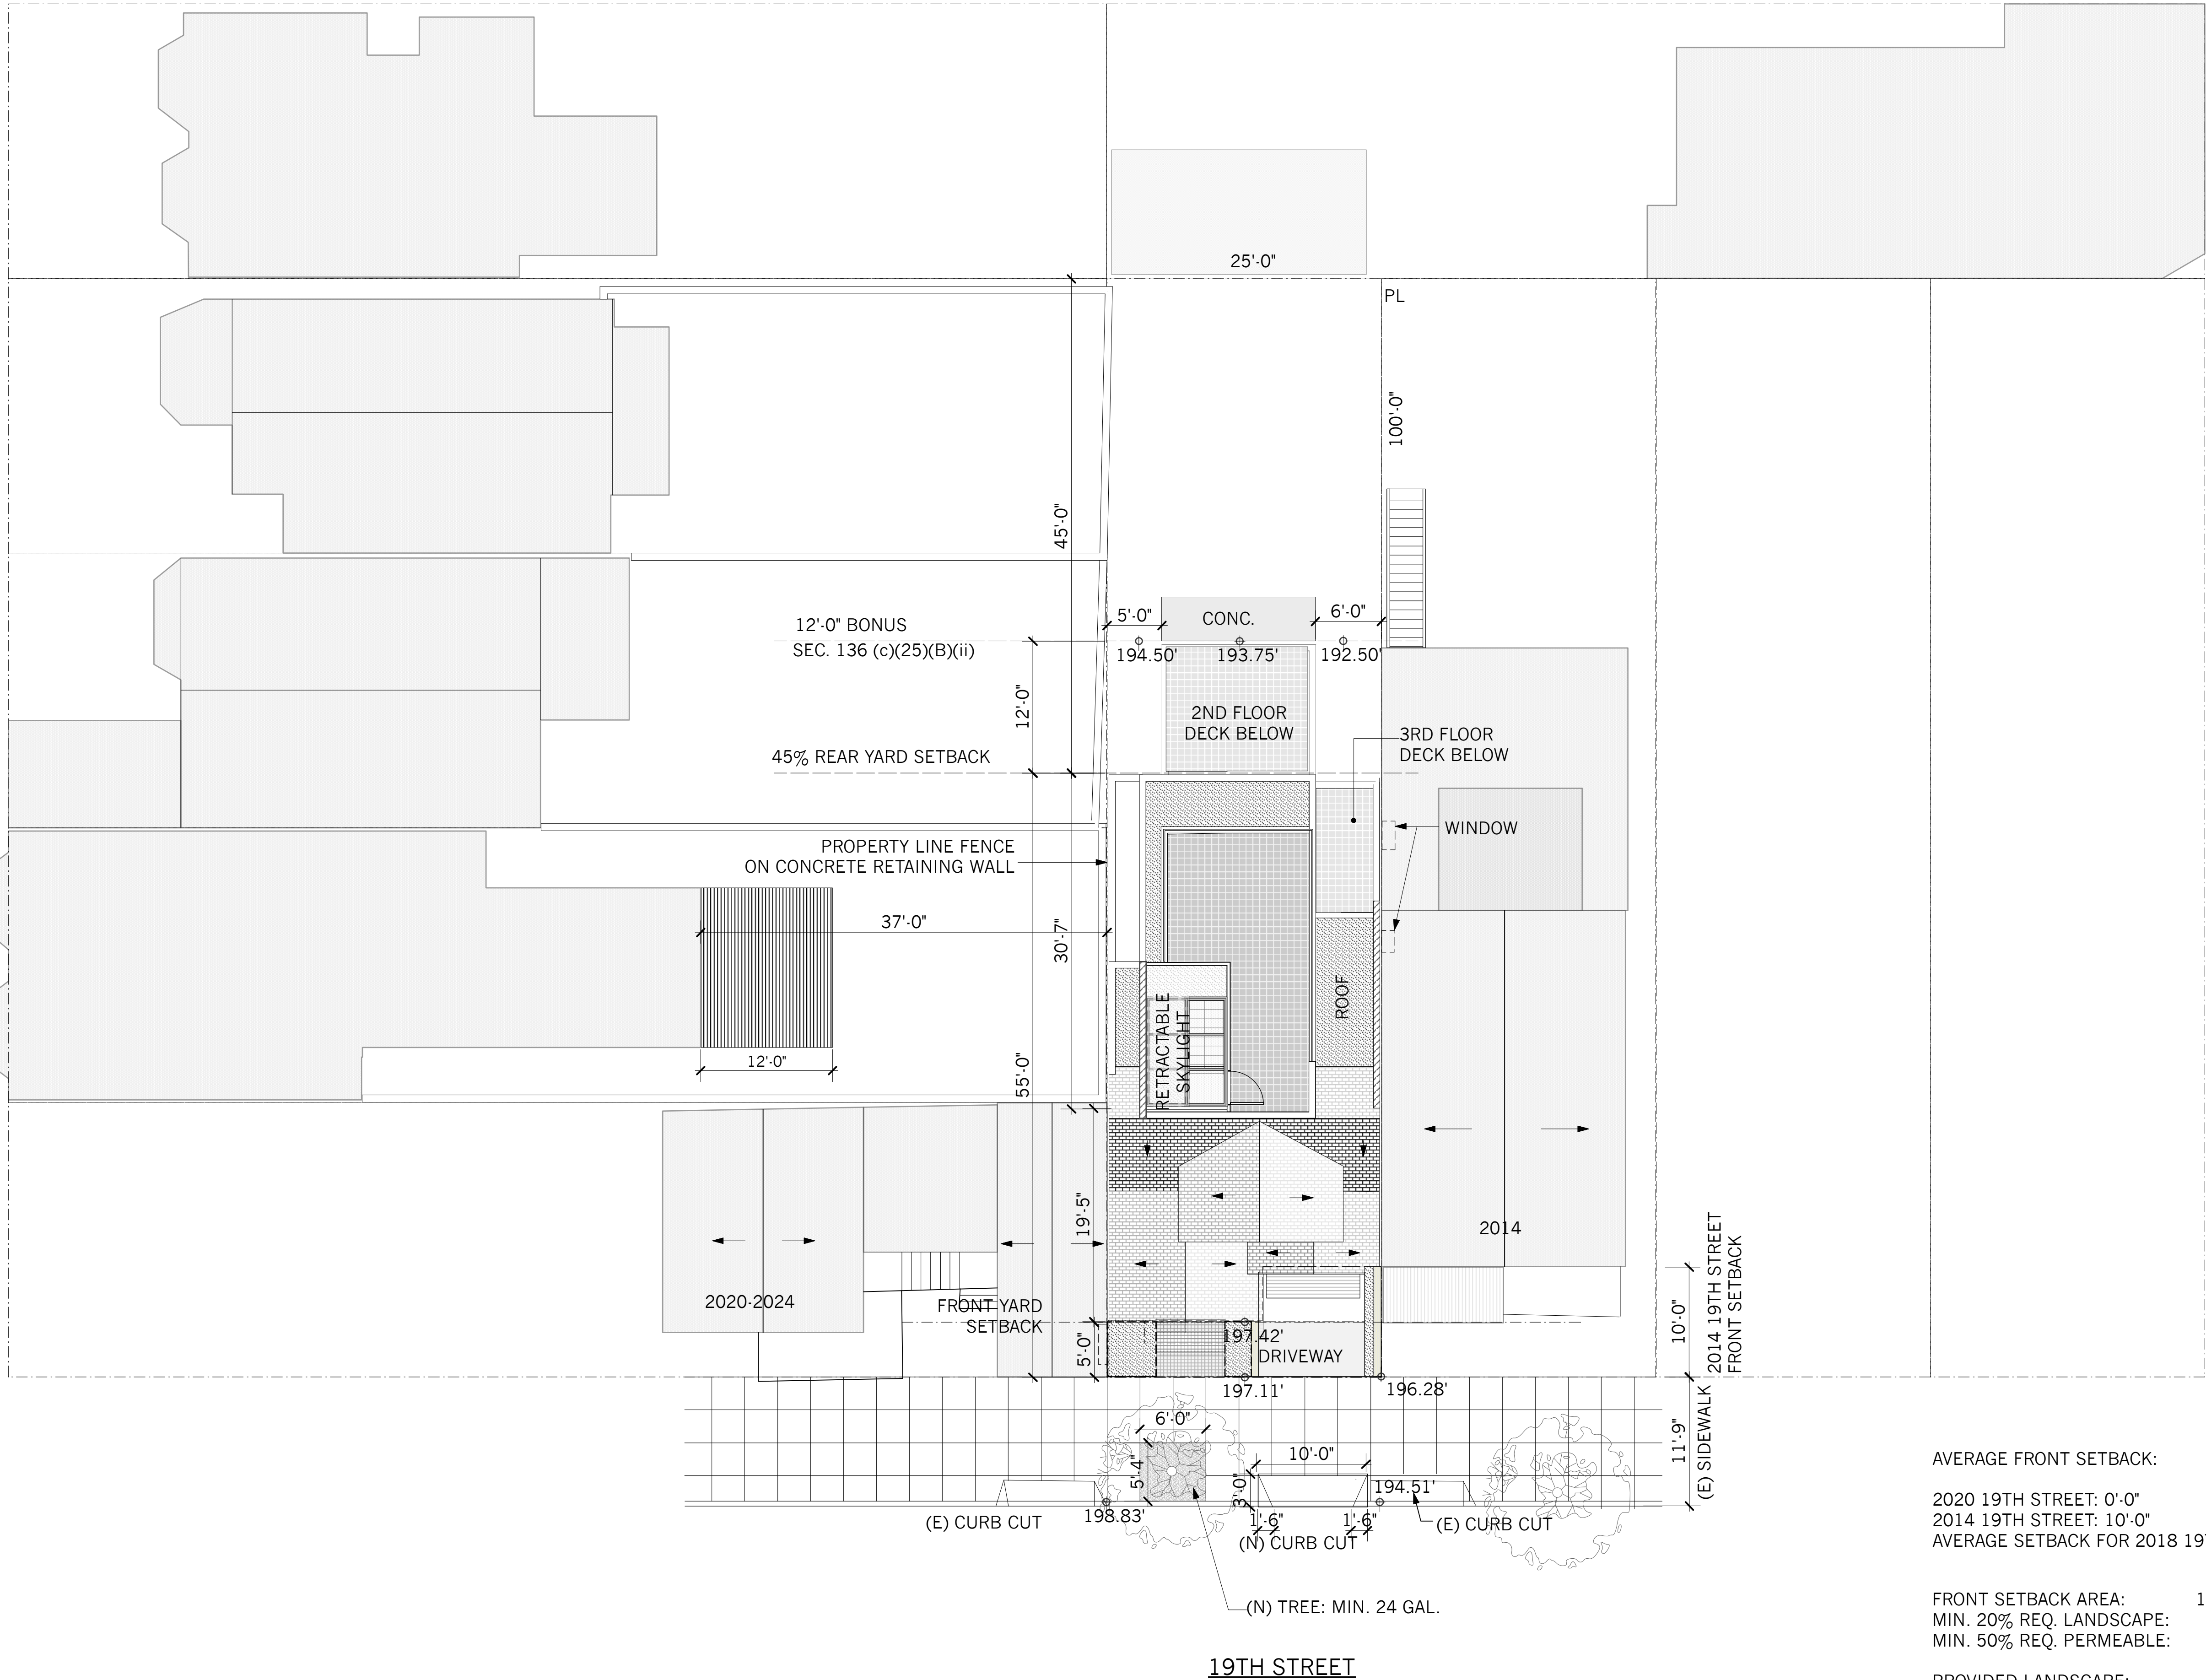 25'-0"
PL
100'-0"
45'-0"
12'-0" BONUS
SEC. 136 (c)(25)(B)(ii)
5'-0"
CONC.
6'-0"
194.50'
193.75'
192.50'
12'-0"
2ND FLOOR
DECK BELOW
3RD FLOOR
DECK BELOW
45% REAR YARD SETBACK
WINDOW
PROPERTY LINE FENCE
ON CONCRETE RETAINING WALL
37'-0"
30'-7"
ROOF
RETRACTABLE
SKYLIGHT
12'-0"
55'-0"
19'-5"
2014
2020-2024
FRONT YARD
SETBACK
5'-0"
197.42'
DRIVEWAY
10'-0"
2014 19TH STREET
FRONT SETBACK
197.11'
196.28'
6'-0"
5'-4"
10'-0"
3'-0"
194.51'
11'-9"
(E) SIDEWALK
(E) CURB CUT
198.83'
1'-6"
1'-6"
(N) CURB CUT
(E) CURB CUT
(N) TREE: MIN. 24 GAL.
19TH STREET
AVERAGE FRONT SETBACK:
2020 19TH STREET: 0'-0"
2014 19TH STREET: 10'-0"
AVERAGE SETBACK FOR 2018 19
FRONT SETBACK AREA: 1
MIN. 20% REQ. LANDSCAPE:
MIN. 50% REQ. PERMEABLE:
PROVIDED LANDSCAPE: